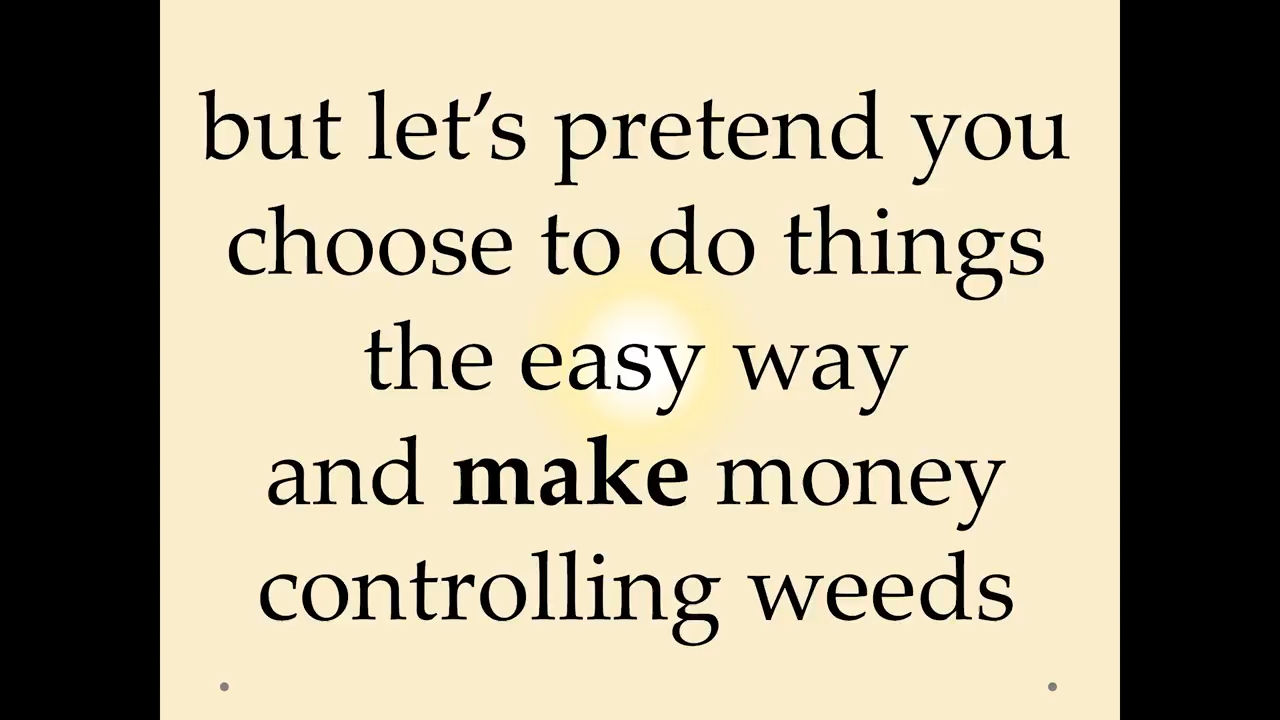 but let’s pretend you
choose to do things
the easy way
and make money
controlling weeds